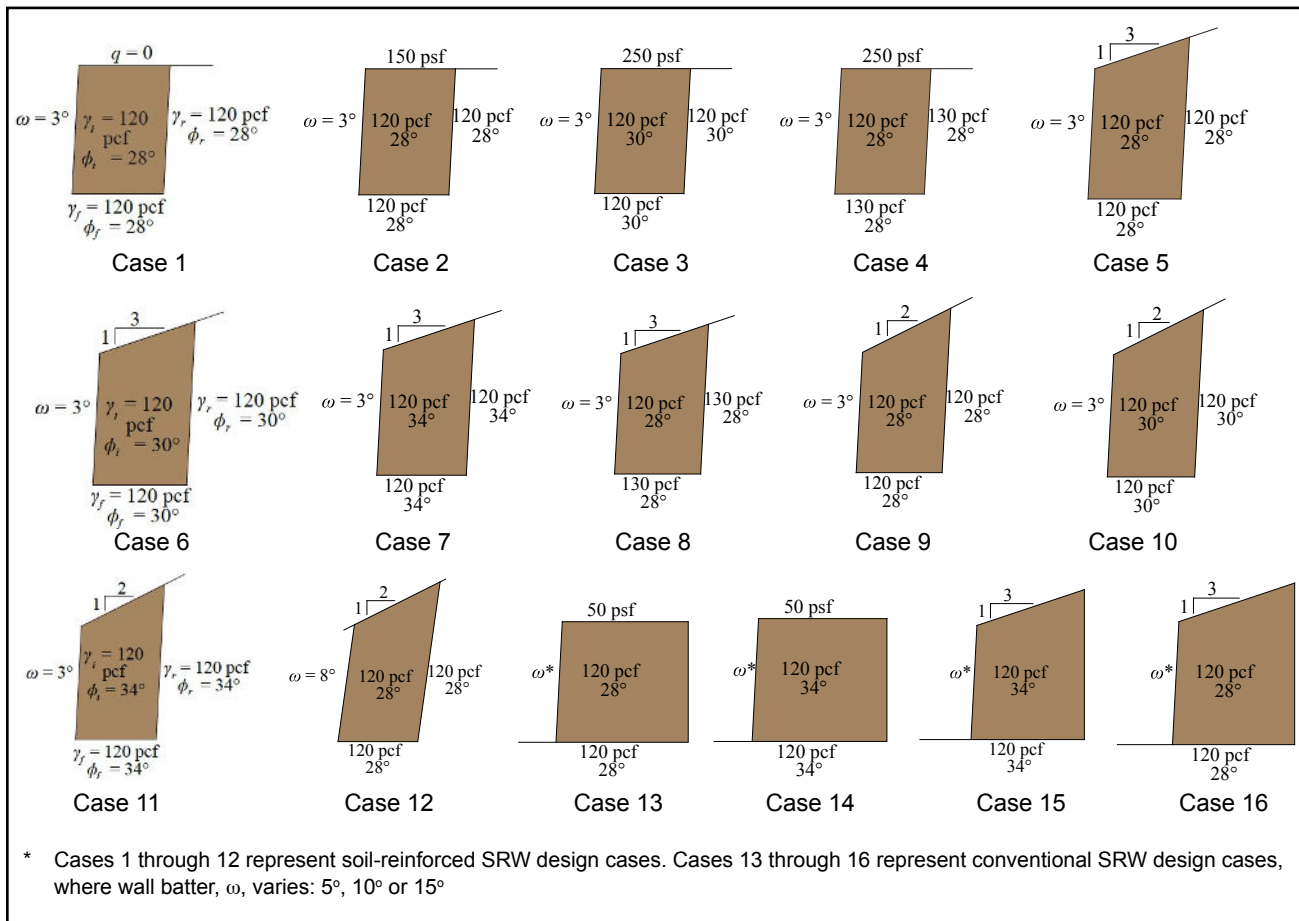 q = 0
ω = 3°
γi = 120
pcf
ϕi = 28°
γr = 120 pcf
ϕr = 28°
γf = 120 pcf
ϕf = 28°
Case 1
150 psf
ω = 3°
120 pcf
28°
120 pcf
28°
120 pcf
28°
Case 2
250 psf
ω = 3°
120 pcf
30°
120 pcf
30°
120 pcf
30°
Case 3
250 psf
ω = 3°
120 pcf
28°
130 pcf
28°
130 pcf
28°
Case 4
3
1
ω = 3°
120 pcf
28°
120 pcf
28°
120 pcf
28°
Case 5
3
1
ω = 3°
γi = 120
pcf
ϕi = 30°
γr = 120 pcf
ϕr = 30°
γf = 120 pcf
ϕf = 30°
Case 6
3
1
ω = 3°
120 pcf
34°
120 pcf
34°
120 pcf
34°
Case 7
3
1
ω = 3°
120 pcf
28°
130 pcf
28°
130 pcf
28°
Case 8
2
1
ω = 3°
120 pcf
28°
120 pcf
28°
120 pcf
28°
Case 9
2
1
ω = 3°
120 pcf
30°
120 pcf
30°
120 pcf
30°
Case 10
2
1
ω = 3°
γi = 120
pcf
ϕi = 34°
γr = 120 pcf
ϕr = 34°
γf = 120 pcf
ϕf = 34°
Case 11
2
1
ω = 8°
120 pcf
28°
120 pcf
28°
120 pcf
28°
Case 12
50 psf
ω*
120 pcf
28°
120 pcf
28°
Case 13
50 psf
ω*
120 pcf
34°
120 pcf
34°
Case 14
3
1
ω*
120 pcf
34°
120 pcf
34°
Case 15
3
1
ω*
120 pcf
28°
120 pcf
28°
Case 16
* Cases 1 through 12 represent soil-reinforced SRW design cases. Cases 13 through 16 represent conventional SRW design cases,
where wall batter, ω, varies: 5°, 10° or 15°